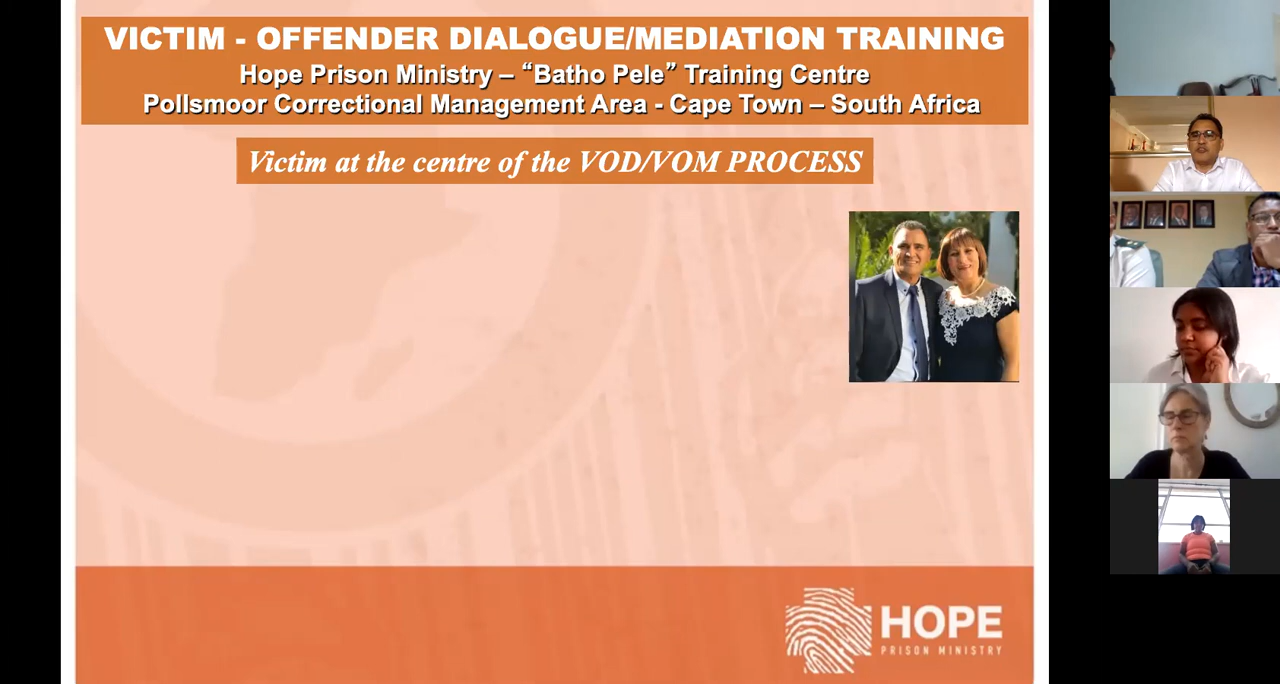 VICTIM - OFFENDER DIALOGUE/MEDIATION TRAINING
Hope Prison Ministry – “Batho Pele” Training Centre
Pollsmoor Correctional Management Area - Cape Town – South Africa
Victim at the centre of the VOD/VOM PROCESS
HOPE
PRISON MINISTRY